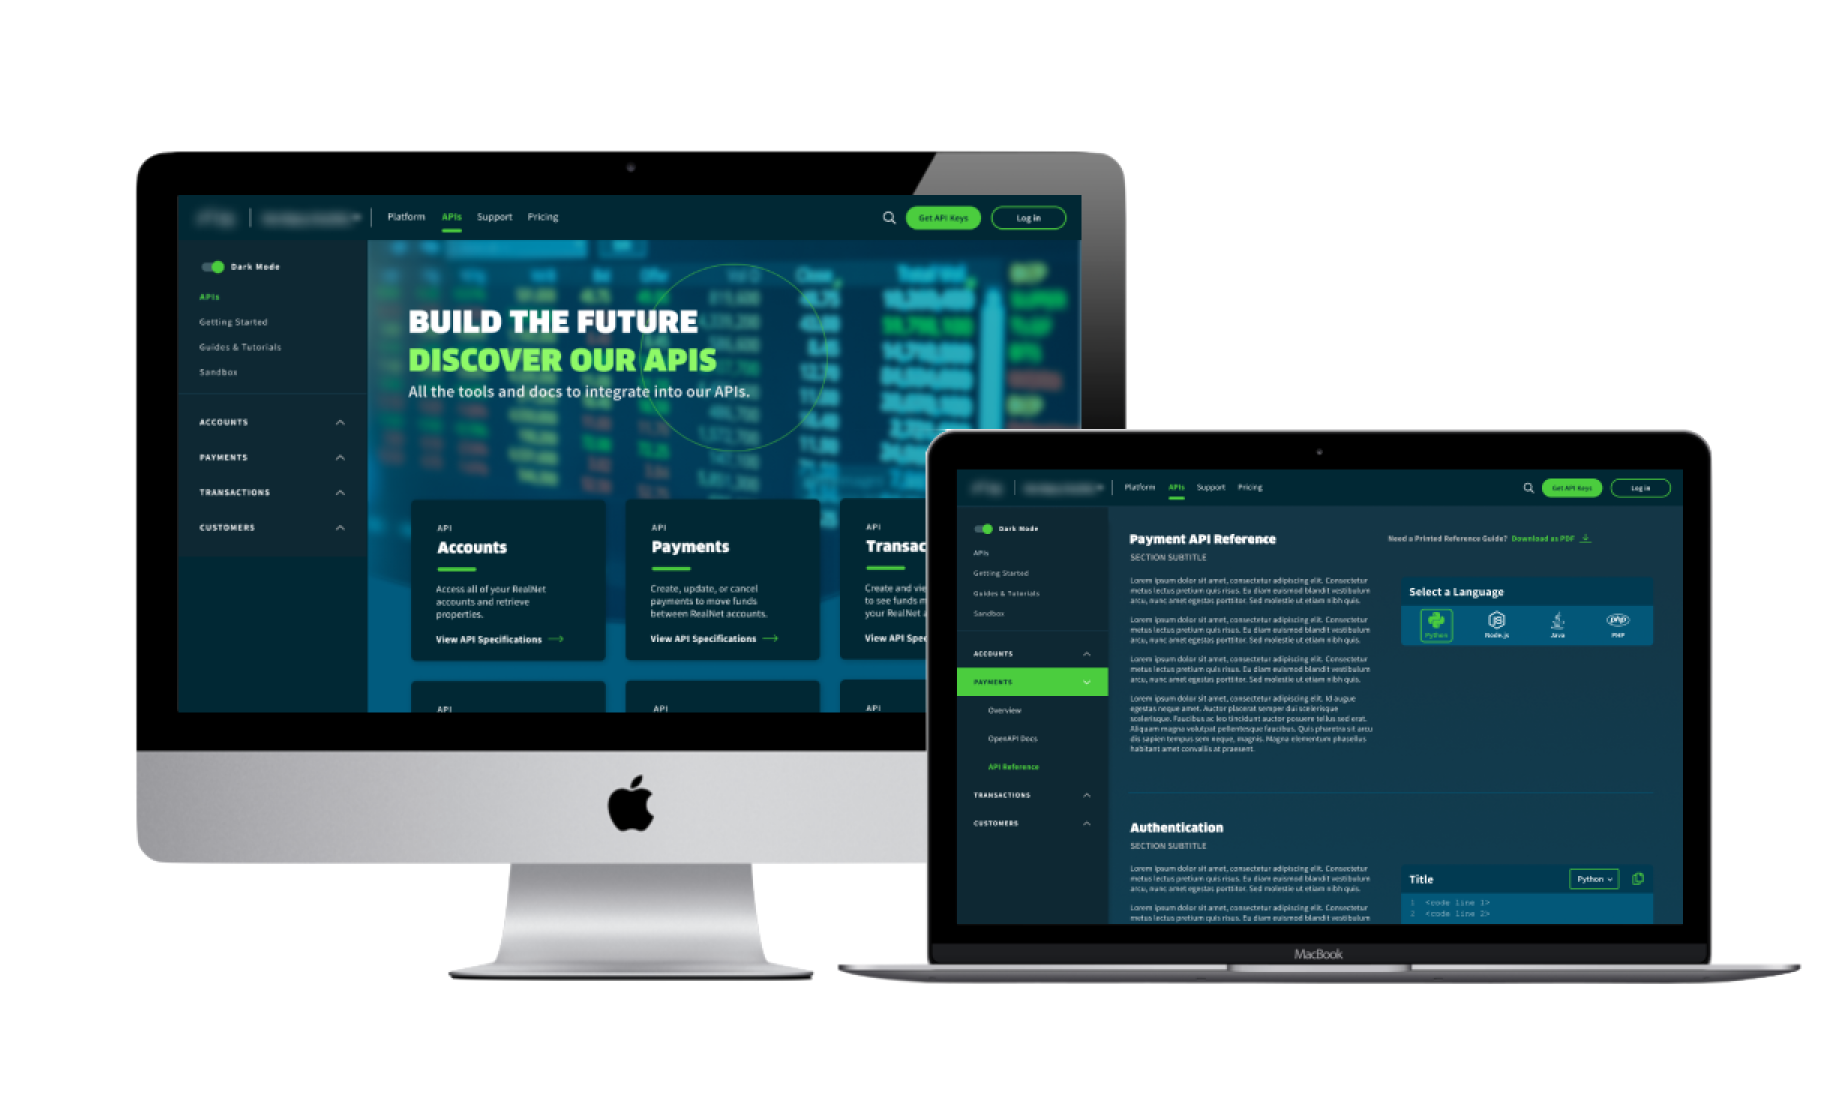 Platform APIs Support Pricing
Get API Keys
Log in
Dark Mode
APIs
Getting Started
Guides & Tutorials
Sandbox
ACCOUNTS
PAYMENTS
TRANSACTIONS
CUSTOMERS
BUILD THE FUTURE
DISCOVER OUR APIS
All the tools and docs to integrate into our APIs.
API
Accounts
Access all of your RealNet
accounts and retrieve
properties.
View API Specifications
API
Payments
Create, update, or cancel
payments to move funds
between RealNet accounts.
View API Specifications
API
Transac
Create and vie
to see funds m
your RealNet
View API Spe
API
API
API
Platform APIs Support Pricing
Get API Keys
Log in
Dark Mode
APIs
Getting Started
Guides & Tutorials
Sandbox
ACCOUNTS
PAYMENTS
Overview
OpenAPI Docs
API Reference
TRANSACTIONS
CUSTOMERS
Payment API Reference
SECTION SUBTITLE
Lorem ipsum dolor sit amet, consectetur adipiscing elit. Consectetur
metus lectus pretium quis risus. Eu diam euismod blandit vestibulum
arcu, nunc amet egestas porttitor. Sed molestie ut etiam nibh quis.
Lorem ipsum dolor sit amet, consectetur adipiscing elit. Consectetur
metus lectus pretium quis risus. Eu diam euismod blandit vestibulum
arcu, nunc amet egestas porttitor. Sed molestie ut etiam nibh quis.
Lorem ipsum dolor sit amet, consectetur adipiscing elit. Consectetur
metus lectus pretium quis risus. Eu diam euismod blandit vestibulum
arcu, nunc amet egestas porttitor. Sed molestie ut etiam nibh quis.
Lorem ipsum dolor sit amet, consectetur adipiscing elit. Id augue
egestas neque amet. Auctor placerat semper dui scelerisque
scelerisque. Faucibus ac leo tincidunt auctor posuere tellus sed erat.
Aliquam magna volutpat pellentesque faucibus. Quis pharetra sit arcu
dis sapien tempus sem neque, magnis. Magna elementum phasellus
habitant amet convallis at praesent.
Need a Printed Reference Guide? Download as PDF
Select a Language
Python Node.js Java PHP
Authentication
SECTION SUBTITLE
Lorem ipsum dolor sit amet, consectetur adipiscing elit. Consectetur
metus lectus pretium quis risus. Eu diam euismod blandit vestibulum
arcu, nunc amet egestas porttitor. Sed molestie ut etiam nibh quis.
Lorem ipsum dolor sit amet, consectetur adipiscing elit. Consectetur
metus lectus pretium quis risus. Eu diam euismod blandit vestibulum
Title
Python
1 <code line 1>
2 <code line 2>
MacBook